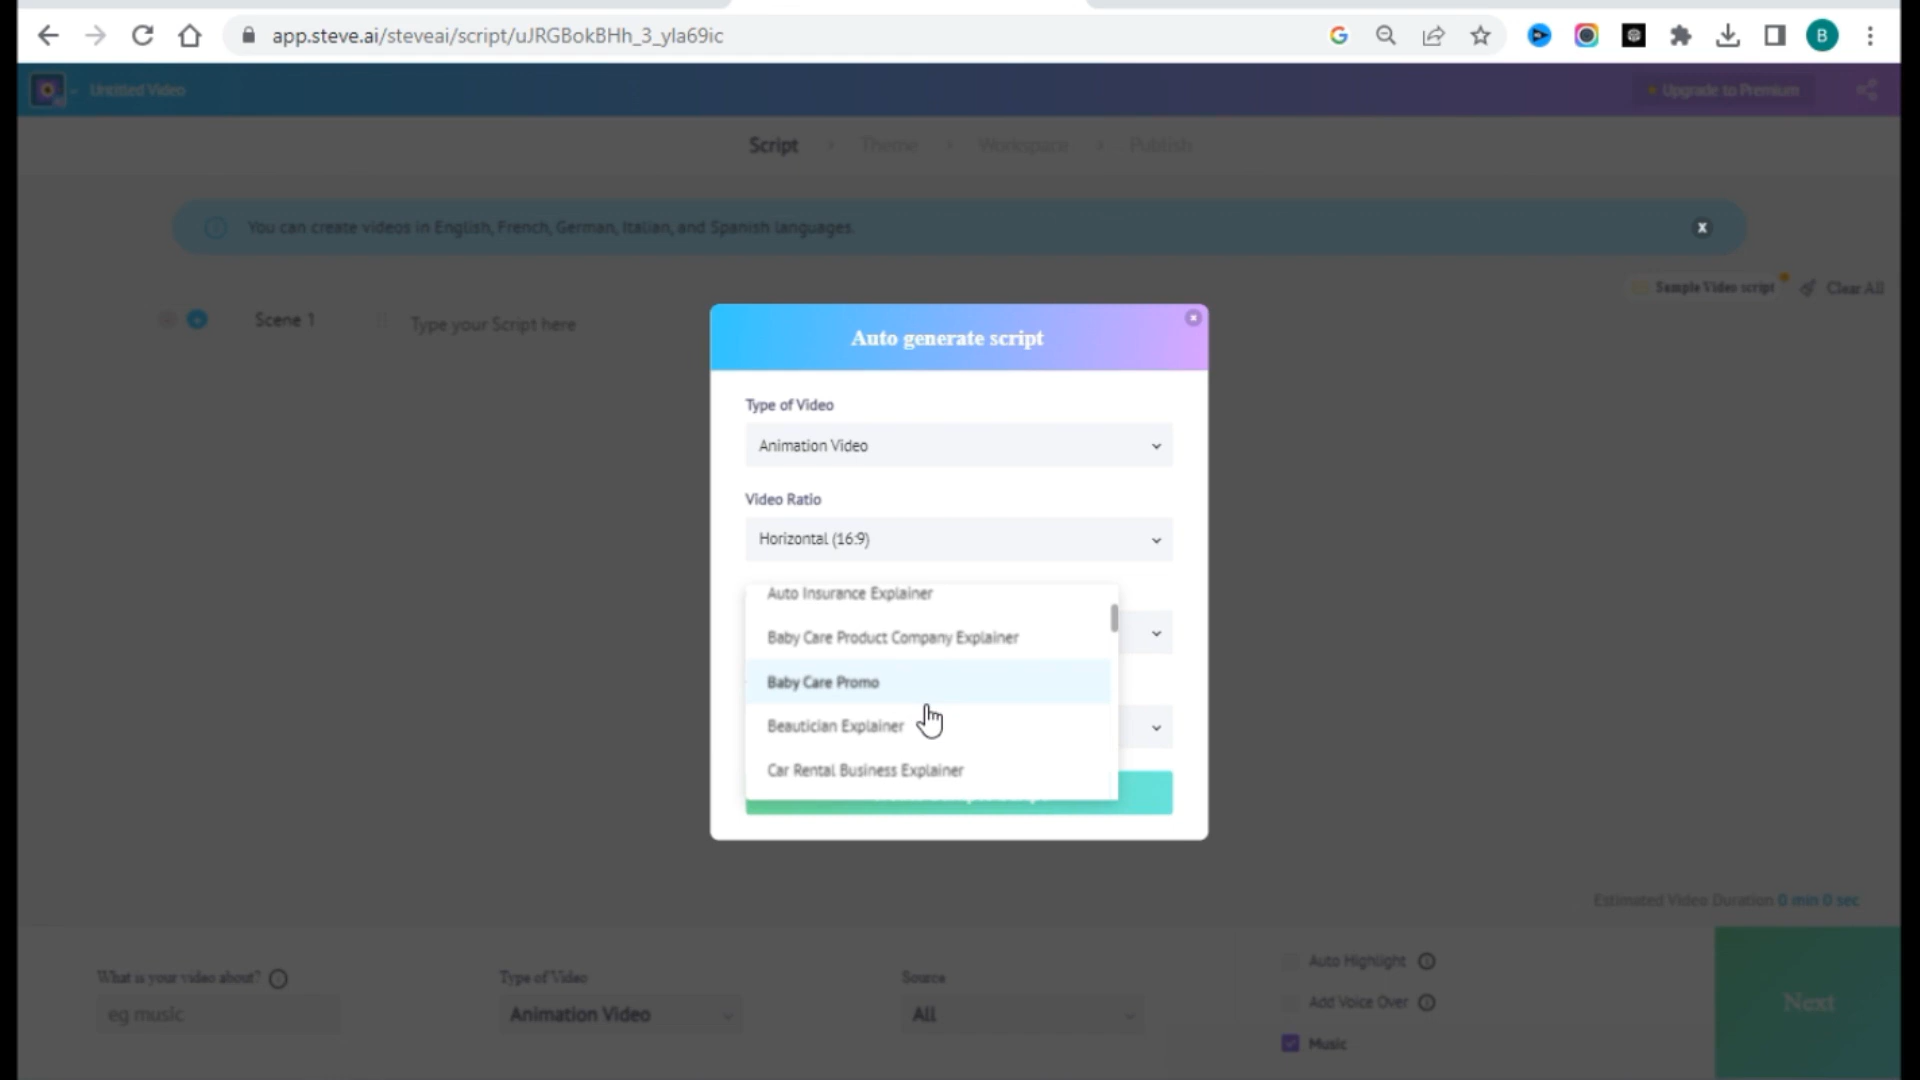 app.steve.ai/steveai/script/uJRGBokBHh_3_yla69ic
B
Untitled Video
Upgrade to Premium
Script
Theme
Workspace
Publish
You can create videos in English, French, German, Italian, and Spanish languages.
X
Sample Video script
Clear All
Scene 1
Type your Script here
Auto generate script
Type of Video
Animation Video
Video Ratio
Horizontal (16:9)
Auto Insurance Explainer
Baby Care Product Company Explainer
Baby Care Promo
Beautician Explainer
Car Rental Business Explainer
Estimated Video Duration 0 min 0 sec
What is your video about?
eg music
Type of Video
Animation Video
Source
All
Auto Highlight
Add Voice Over
Music
Next